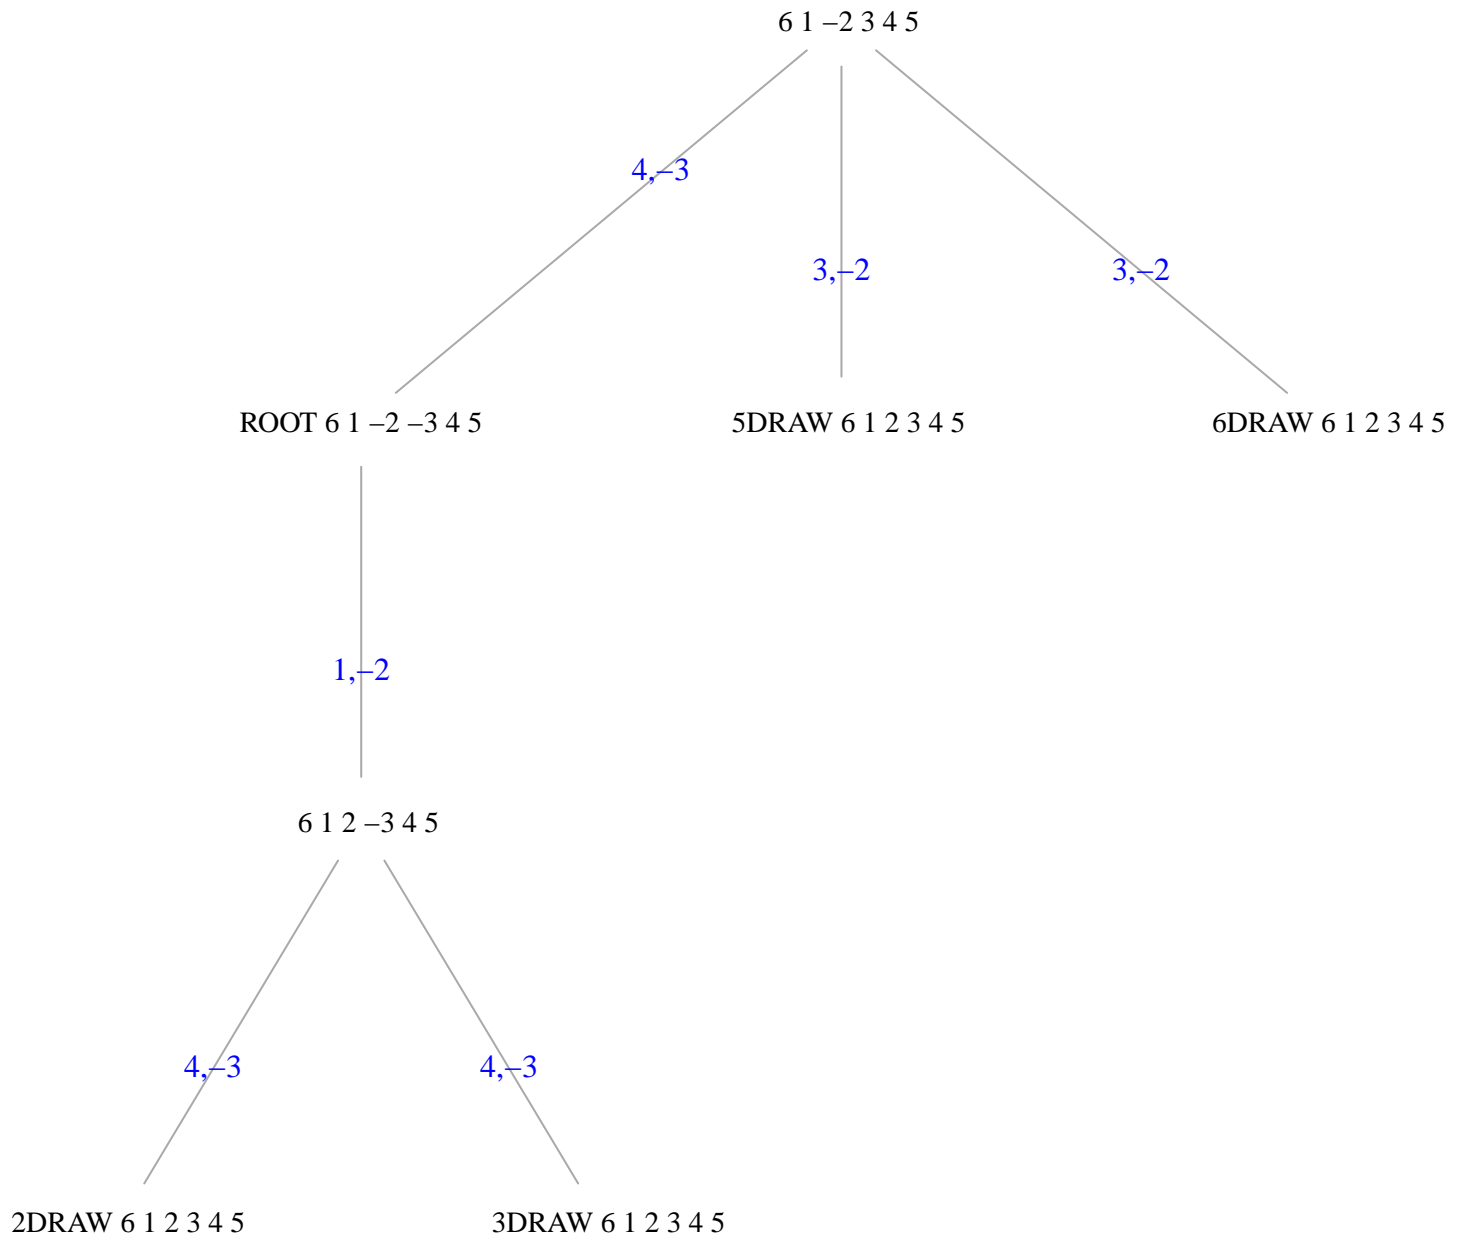 6 1 –2 3 4 5
4,–3
3,–2
3,–2
ROOT 6 1 –2 –3 4 5
5DRAW 6 1 2 3 4 5
6DRAW 6 1 2 3 4 5
1,–2
6 1 2 –3 4 5
4,–3
4,–3
2DRAW 6 1 2 3 4 5
3DRAW 6 1 2 3 4 5